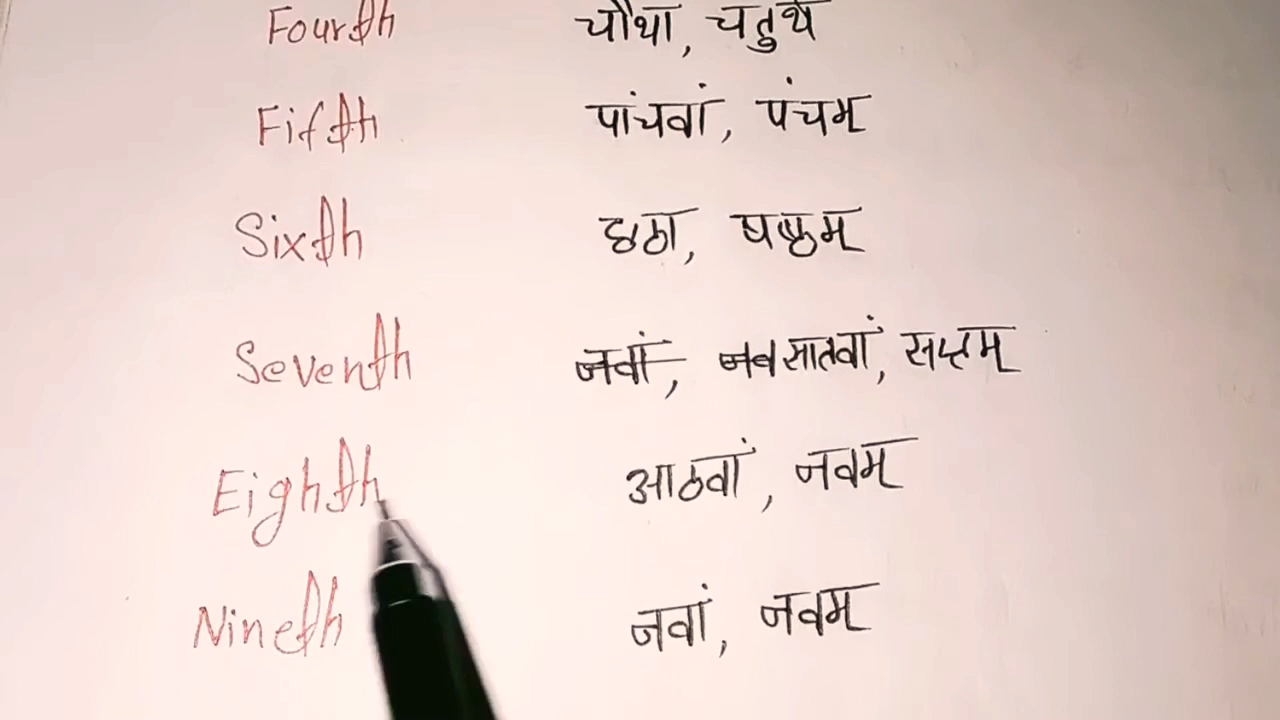 Fourth चौथा, चतुर्थ
Fifth पांचवां, पंचम
Sixth छठा, षष्ठम
Seventh नवां, नवसातवां, सप्तम
Eighth आठवां, नवम
Nineth नवां, नवम